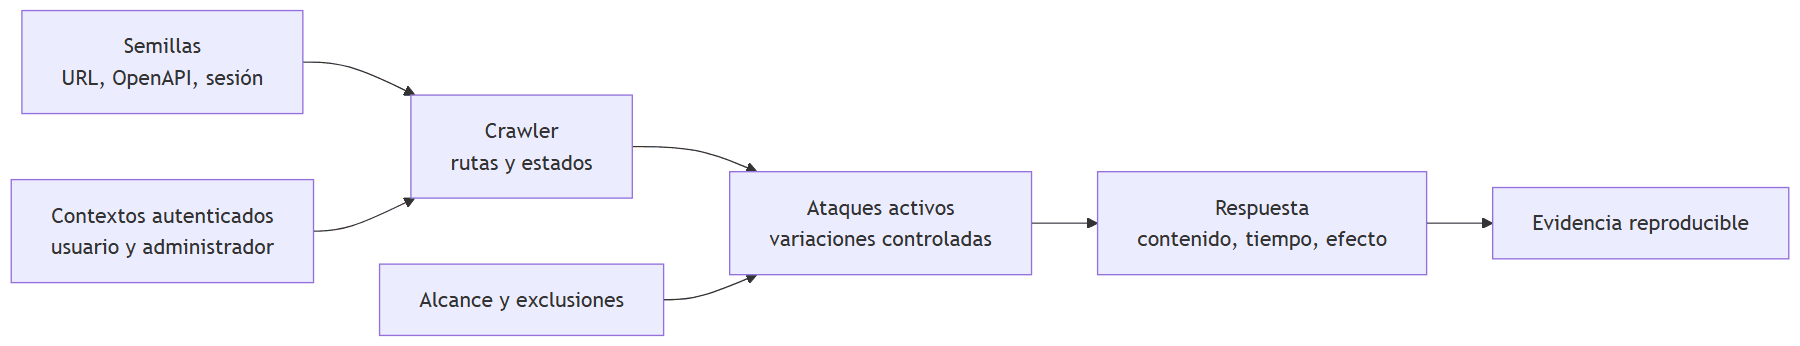 Semillas
URL, OpenAPI, sesión
Contextos autenticados
usuario y administrador
Crawler
rutas y estados
Alcance y exclusiones
Ataques activos
variaciones controladas
Respuesta
contenido, tiempo, efecto
Evidencia reproducible